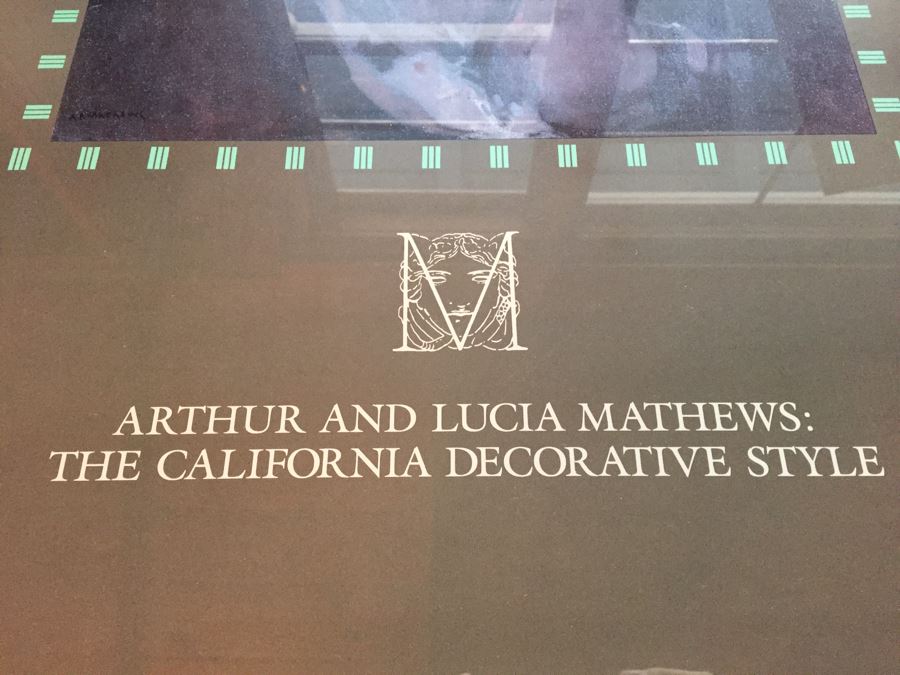 M
ARTHUR AND LUCIA MATHEWS:
THE CALIFORNIA DECORATIVE STYLE